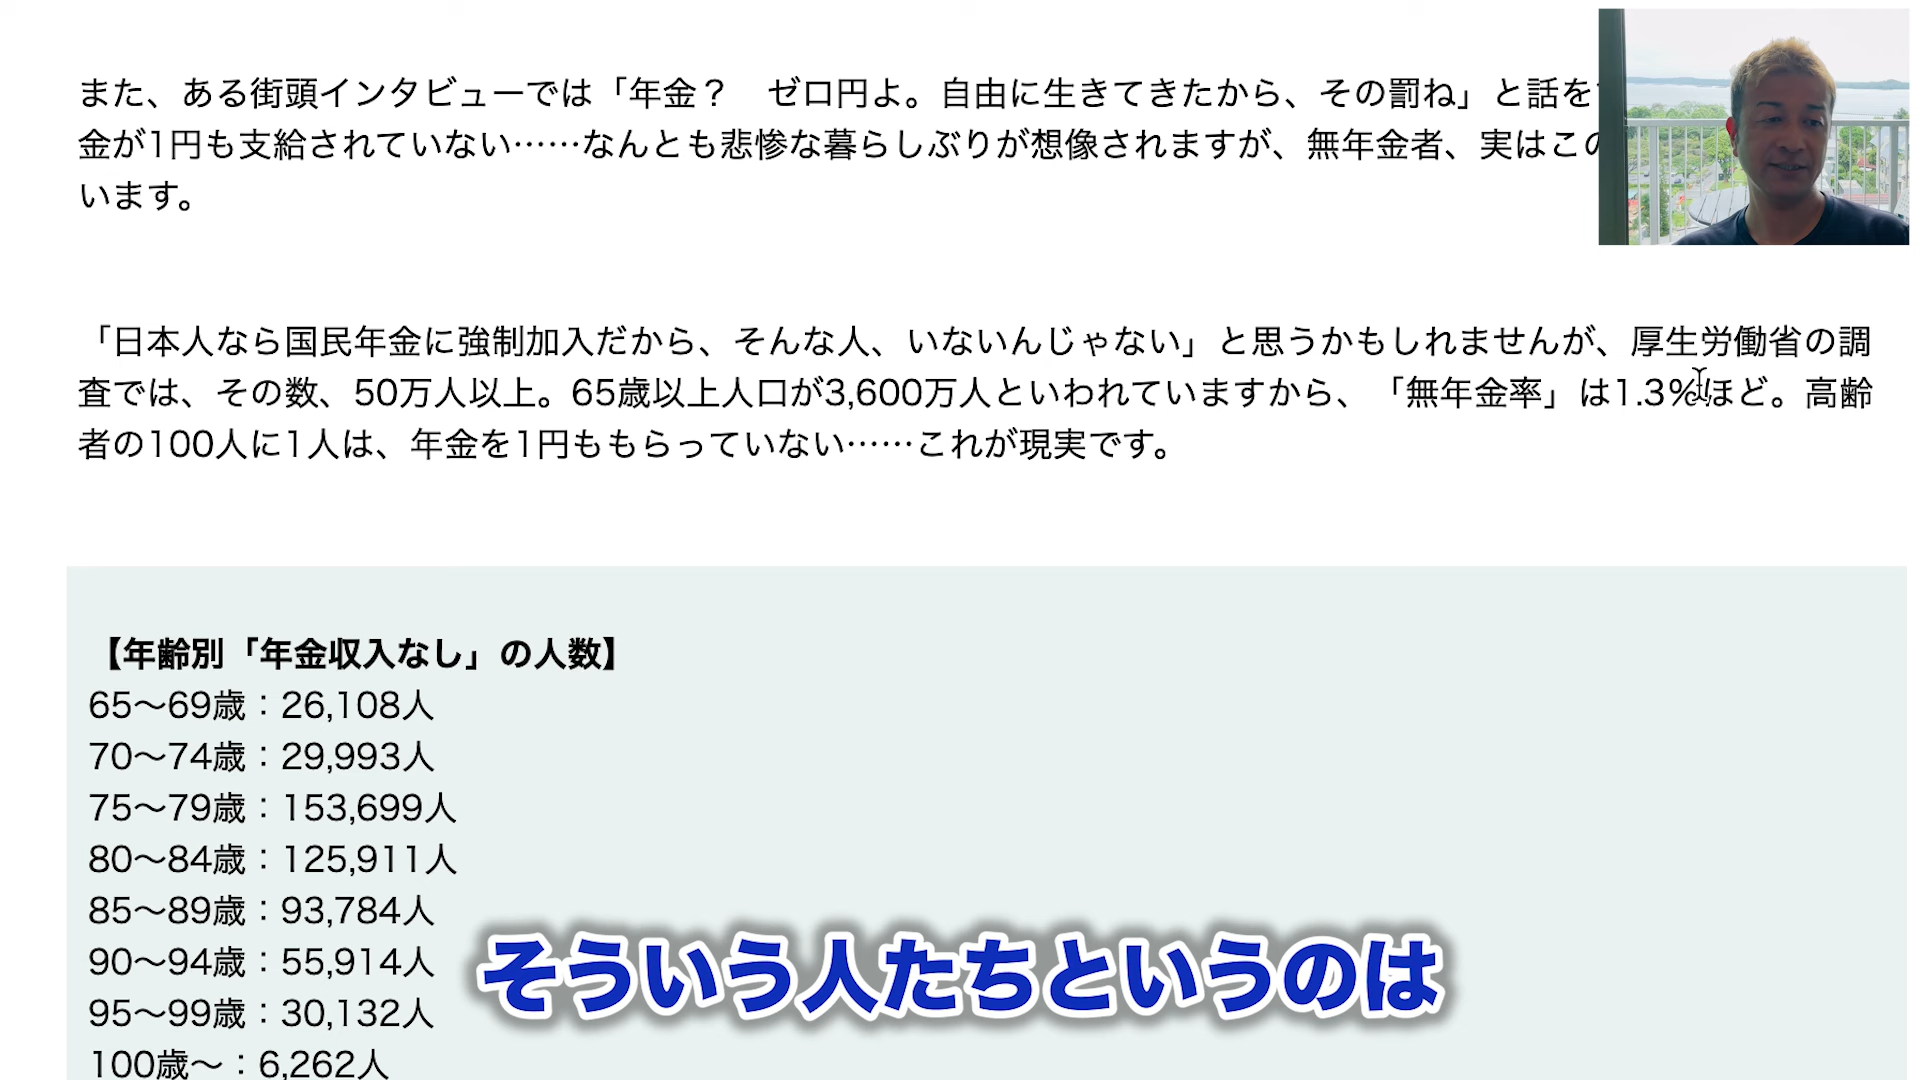 また、ある街頭インタビューでは「年金？　ゼロ円よ。自由に生きてきたから、その罰ね」と話を
金が1円も支給されていない……なんとも悲惨な暮らしぶりが想像されますが、無年金者、実はこ
います。
「日本人なら国民年金に強制加入だから、そんな人、いないんじゃない」と思うかもしれませんが、厚生労働省の調
査では、その数、50万人以上。65歳以上人口が3,600万人といわれていますから、「無年金率」は1.3%ほど。高齢
者の100人に1人は、年金を1円ももらっていない……これが現実です。
【年齢別「年金収入なし」の人数】
65〜69歳：26,108人
70〜74歳：29,993人
75〜79歳：153,699人
80〜84歳：125,911人
85〜89歳：93,784人
90〜94歳：55,914人
95〜99歳：30,132人
100歳〜：6,262人
そういう人たちというのは